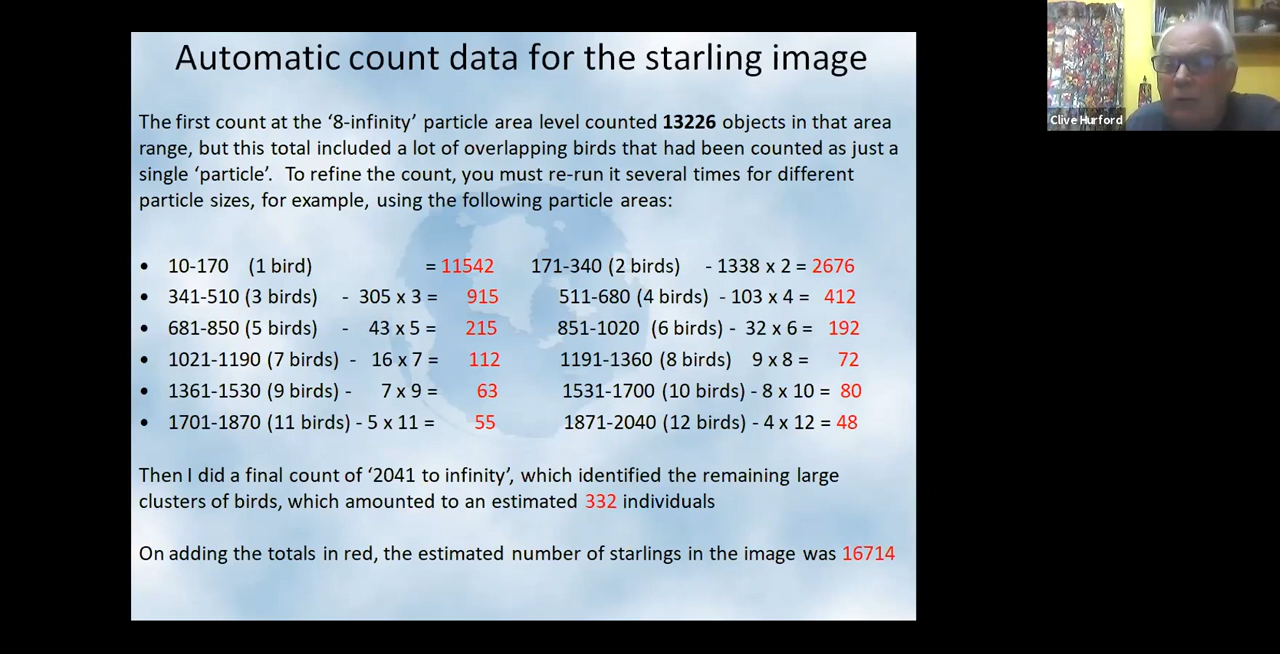 Automatic count data for the starling image
The first count at the ‘8-infinity’ particle area level counted 13226 objects in that area
range, but this total included a lot of overlapping birds that had been counted as just a
single ‘particle’. To refine the count, you must re-run it several times for different
particle sizes, for example, using the following particle areas:
• 10-170 (1 bird) = 11542 171-340 (2 birds) - 1338 x 2 = 2676
• 341-510 (3 birds) - 305 x 3 = 915 511-680 (4 birds) - 103 x 4 = 412
• 681-850 (5 birds) - 43 x 5 = 215 851-1020 (6 birds) - 32 x 6 = 192
• 1021-1190 (7 birds) - 16 x 7 = 112 1191-1360 (8 birds) 9 x 8 = 72
• 1361-1530 (9 birds) - 7 x 9 = 63 1531-1700 (10 birds) - 8 x 10 = 80
• 1701-1870 (11 birds) - 5 x 11 = 55 1871-2040 (12 birds) - 4 x 12 = 48
Then I did a final count of ‘2041 to infinity’, which identified the remaining large
clusters of birds, which amounted to an estimated 332 individuals
On adding the totals in red, the estimated number of starlings in the image was 16714
Clive Hurford